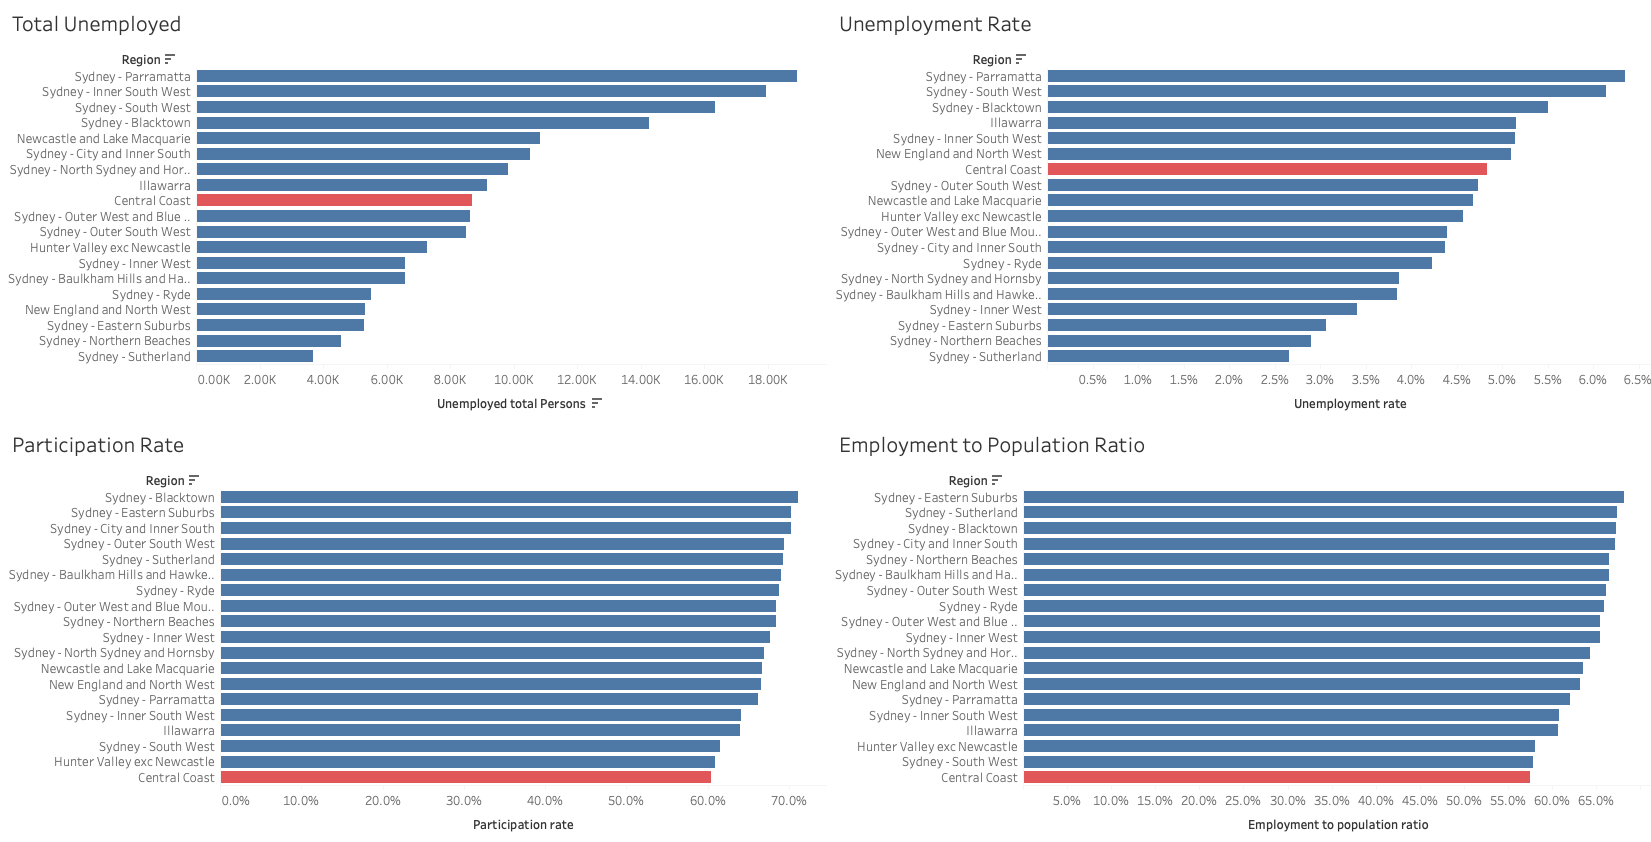 Total Unemployed
Region
Sydney - Parramatta
Sydney - Inner South West
Sydney - South West
Sydney - Blacktown
Newcastle and Lake Macquarie
Sydney - City and Inner South
Sydney - North Sydney and Hor..
Illawarra
Central Coast
Sydney - Outer West and Blue ..
Sydney - Outer South West
Hunter Valley exc Newcastle
Sydney - Inner West
Sydney - Baulkham Hills and Ha..
Sydney - Ryde
New England and North West
Sydney - Eastern Suburbs
Sydney - Northern Beaches
Sydney - Sutherland
0.00K 2.00K 4.00K 6.00K 8.00K 10.00K 12.00K 14.00K 16.00K 18.00K
Unemployed total Persons
Unemployment Rate
Region
Sydney - Parramatta
Sydney - South West
Sydney - Blacktown
Illawarra
Sydney - Inner South West
New England and North West
Central Coast
Sydney - Outer South West
Newcastle and Lake Macquarie
Hunter Valley exc Newcastle
Sydney - Outer West and Blue Mou..
Sydney - City and Inner South
Sydney - Ryde
Sydney - North Sydney and Hornsby
Sydney - Baulkham Hills and Hawke..
Sydney - Inner West
Sydney - Eastern Suburbs
Sydney - Northern Beaches
Sydney - Sutherland
0.5% 1.0% 1.5% 2.0% 2.5% 3.0% 3.5% 4.0% 4.5% 5.0% 5.5% 6.0% 6.5%
Unemployment rate
Participation Rate
Region
Sydney - Blacktown
Sydney - Eastern Suburbs
Sydney - City and Inner South
Sydney - Outer South West
Sydney - Sutherland
Sydney - Baulkham Hills and Hawke..
Sydney - Ryde
Sydney - Outer West and Blue Mou..
Sydney - Northern Beaches
Sydney - Inner West
Sydney - North Sydney and Hornsby
Newcastle and Lake Macquarie
New England and North West
Sydney - Parramatta
Sydney - Inner South West
Illawarra
Sydney - South West
Hunter Valley exc Newcastle
Central Coast
0.0% 10.0% 20.0% 30.0% 40.0% 50.0% 60.0% 70.0%
Participation rate
Employment to Population Ratio
Region
Sydney - Eastern Suburbs
Sydney - Sutherland
Sydney - Blacktown
Sydney - City and Inner South
Sydney - Northern Beaches
Sydney - Baulkham Hills and Ha..
Sydney - Outer South West
Sydney - Ryde
Sydney - Outer West and Blue ..
Sydney - Inner West
Sydney - North Sydney and Hor..
Newcastle and Lake Macquarie
New England and North West
Sydney - Parramatta
Sydney - Inner South West
Illawarra
Hunter Valley exc Newcastle
Sydney - South West
Central Coast
5.0% 10.0% 15.0% 20.0% 25.0% 30.0% 35.0% 40.0% 45.0% 50.0% 55.0% 60.0% 65.0%
Employment to population ratio